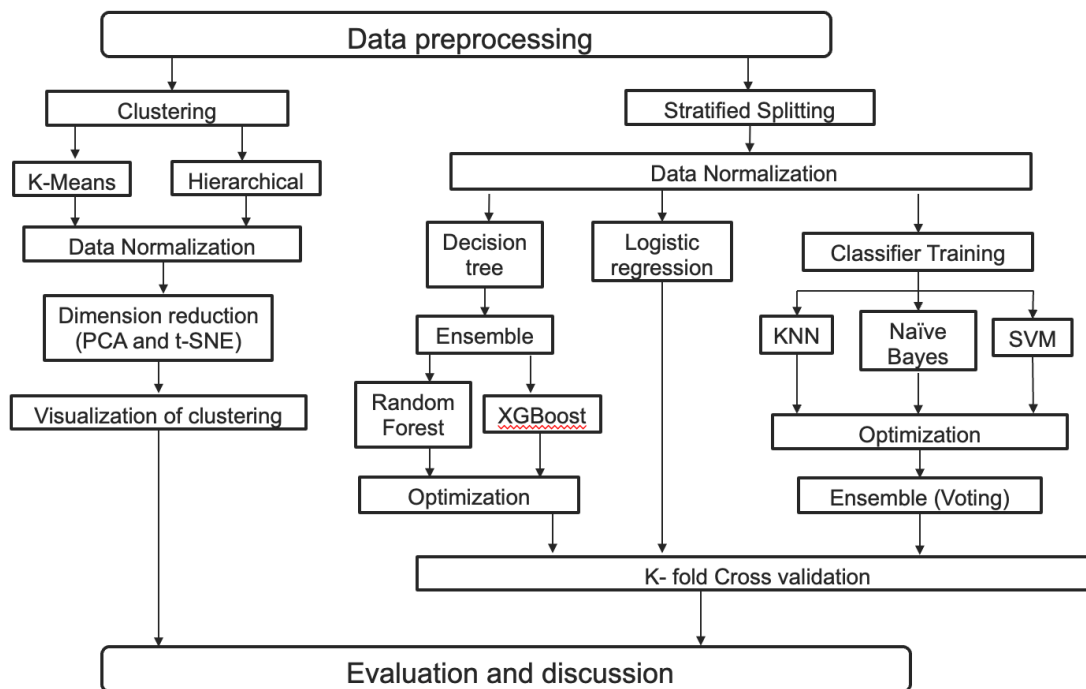 Data preprocessing
Clustering
Stratified Splitting
K-Means
Hierarchical
Data Normalization
Data Normalization
Decision
tree
Logistic
regression
Classifier Training
Dimension reduction
(PCA and t-SNE)
Ensemble
KNN
Naïve
Bayes
SVM
Visualization of clustering
Random
Forest
XGBoost
Optimization
Optimization
Ensemble (Voting)
K- fold Cross validation
Evaluation and discussion